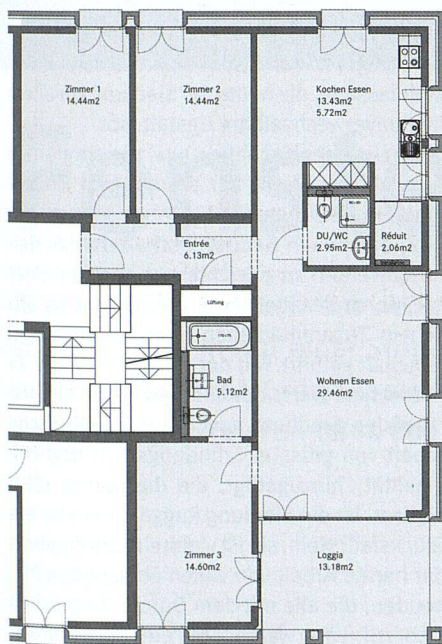 Zimmer 1
14.44m2
Zimmer 2
14.44m2
Kochen Essen
13.43m2
5.72m2
Entrée
6.13m2
DU/WC
2.95m2
Réduit
2.06m2
Lüftung
Bad
5.12m2
Wohnen Essen
29.46m2
Zimmer 3
14.60m2
Loggia
13.18m2